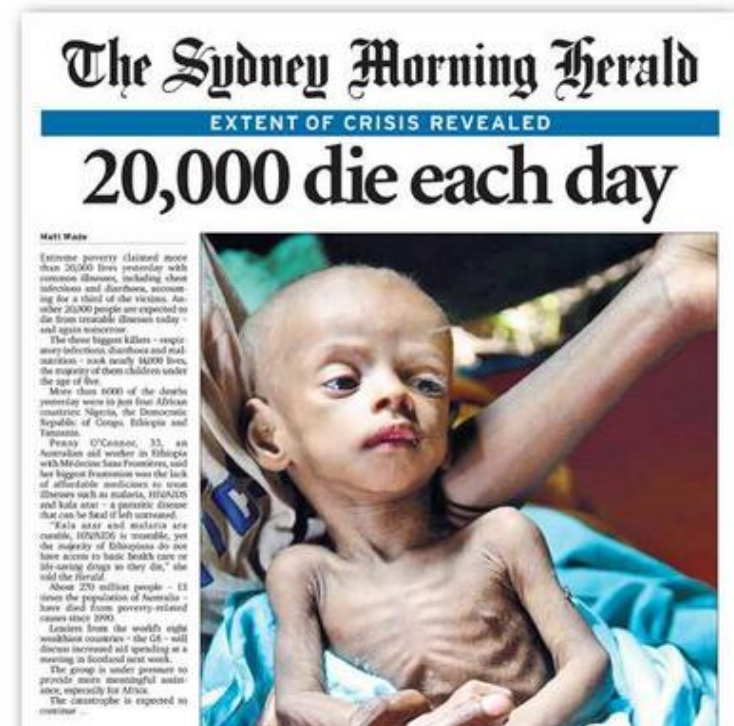 The Sydney Morning Herald
EXTENT OF CRISIS REVEALED
20,000 die each day
Matt Wade
Extreme poverty claimed more
than 20,000 lives yesterday with
common illnesses, including chest
infections and diarrhoea, account-
ing for a third of the victims. An-
other 20,000 people are expected to
die from treatable illnesses today –
and again tomorrow.
The three biggest killers – respir-
atory infections, diarrhoea and mal-
nutrition – took nearly 14,000 lives,
the majority of them children under
the age of five.
More than 6000 of the deaths
yesterday were in just four African
countries: Nigeria, the Democratic
Republic of Congo, Ethiopia and
Tanzania.
Penny O'Connor, 33, an
Australian aid worker in Ethiopia
with Médecins Sans Frontières, said
her biggest frustration was the lack
of affordable medicines to treat
illnesses such as malaria, HIV/AIDS
and kala azar – a parasitic disease
that can be fatal if left untreated.
"Kala azar and malaria are
curable, HIV/AIDS is treatable, yet
the majority of Ethiopians do not
have access to basic health care or
life-saving drugs so they die," she
told the Herald.
About 270 million people – 13
times the population of Australia –
have died from poverty-related
causes since 1990.
Leaders from the world's eight
wealthiest countries – the G8 – will
discuss increased aid spending at a
meeting in Scotland next week.
The group is under pressure to
provide more meaningful assist-
ance, especially for Africa.
The catastrophe is expected to
continue ...